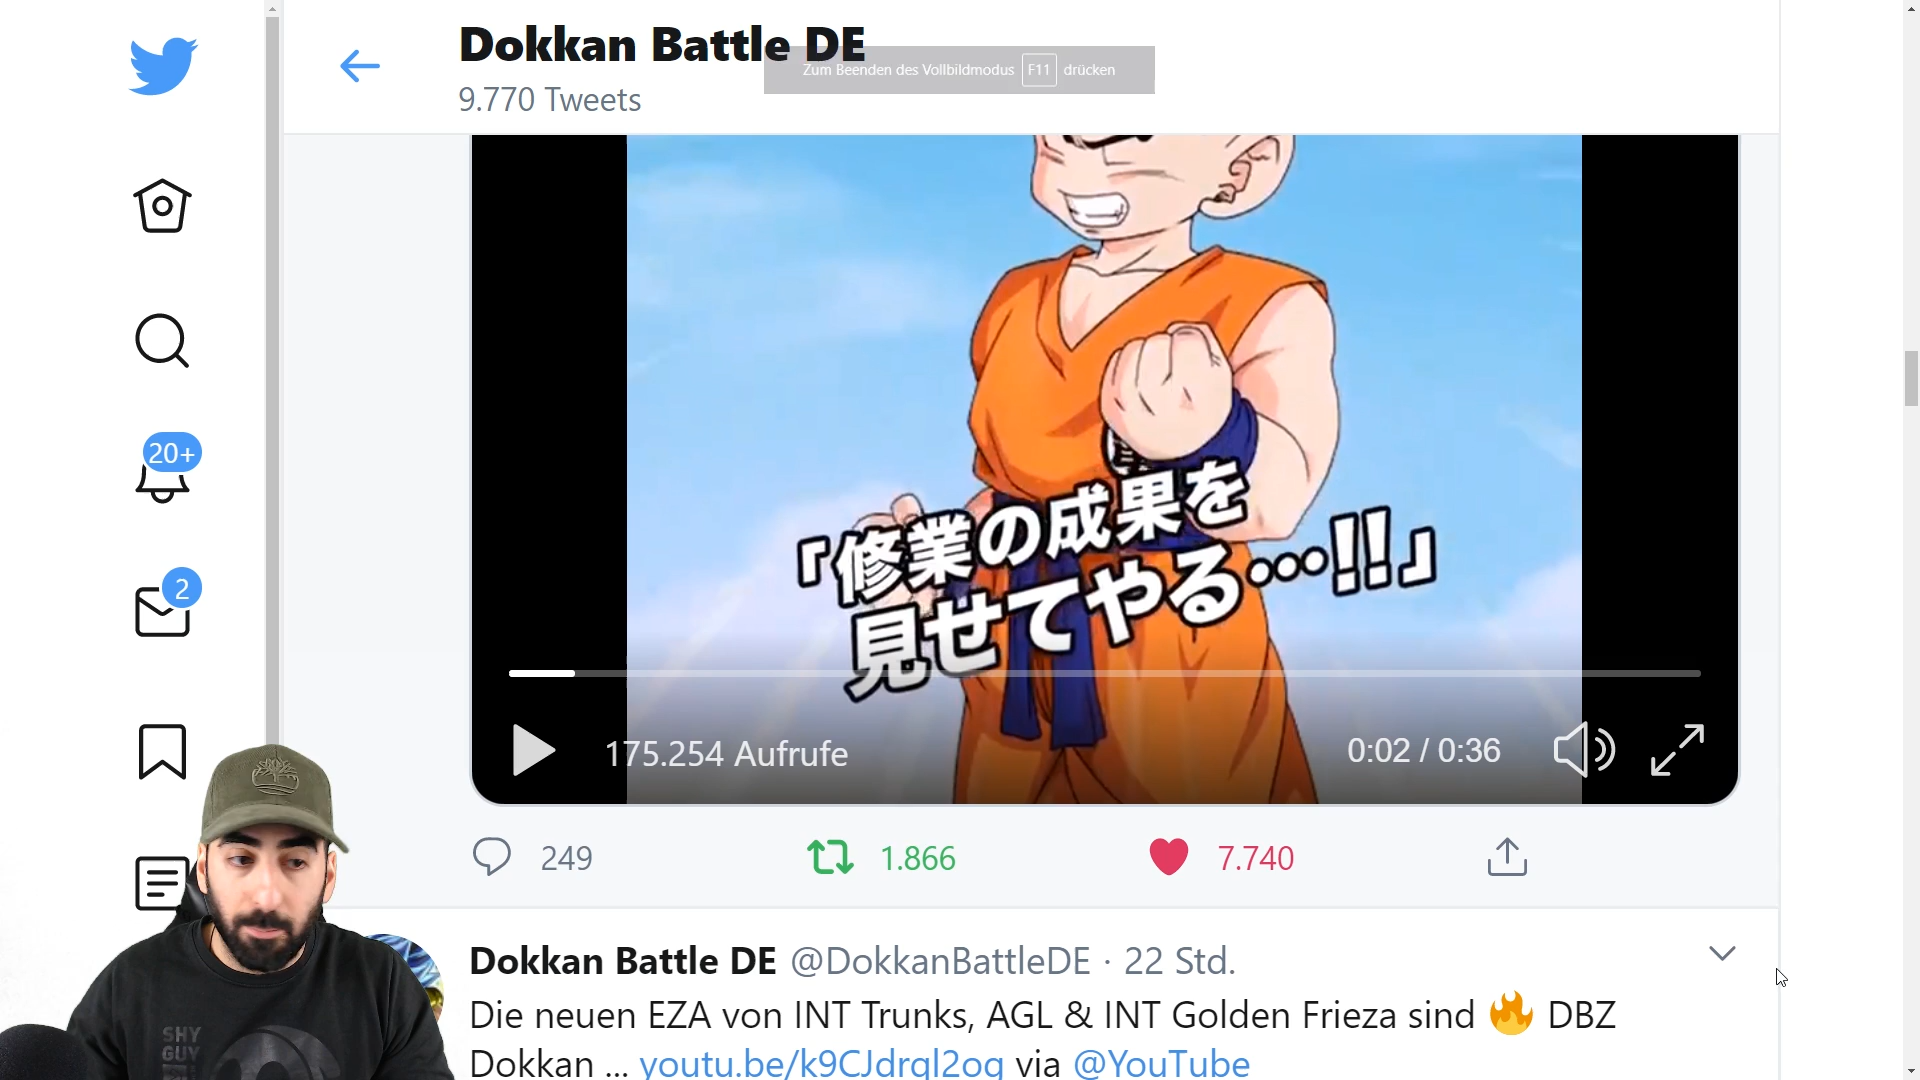 Dokkan Battle DE
Zum Beenden des Vollbildmodus F11 drücken
9.770 Tweets
20+
2
「修業の成果を
見せてやる…!!」
175.254 Aufrufe
0:02 / 0:36
249
1.866
7.740
Dokkan Battle DE @DokkanBattleDE · 22 Std.
Die neuen EZA von INT Trunks, AGL & INT Golden Frieza sind 🔥 DBZ
Dokkan ... youtu.be/k9CJdrql2oq via @YouTube
SHY
GUY